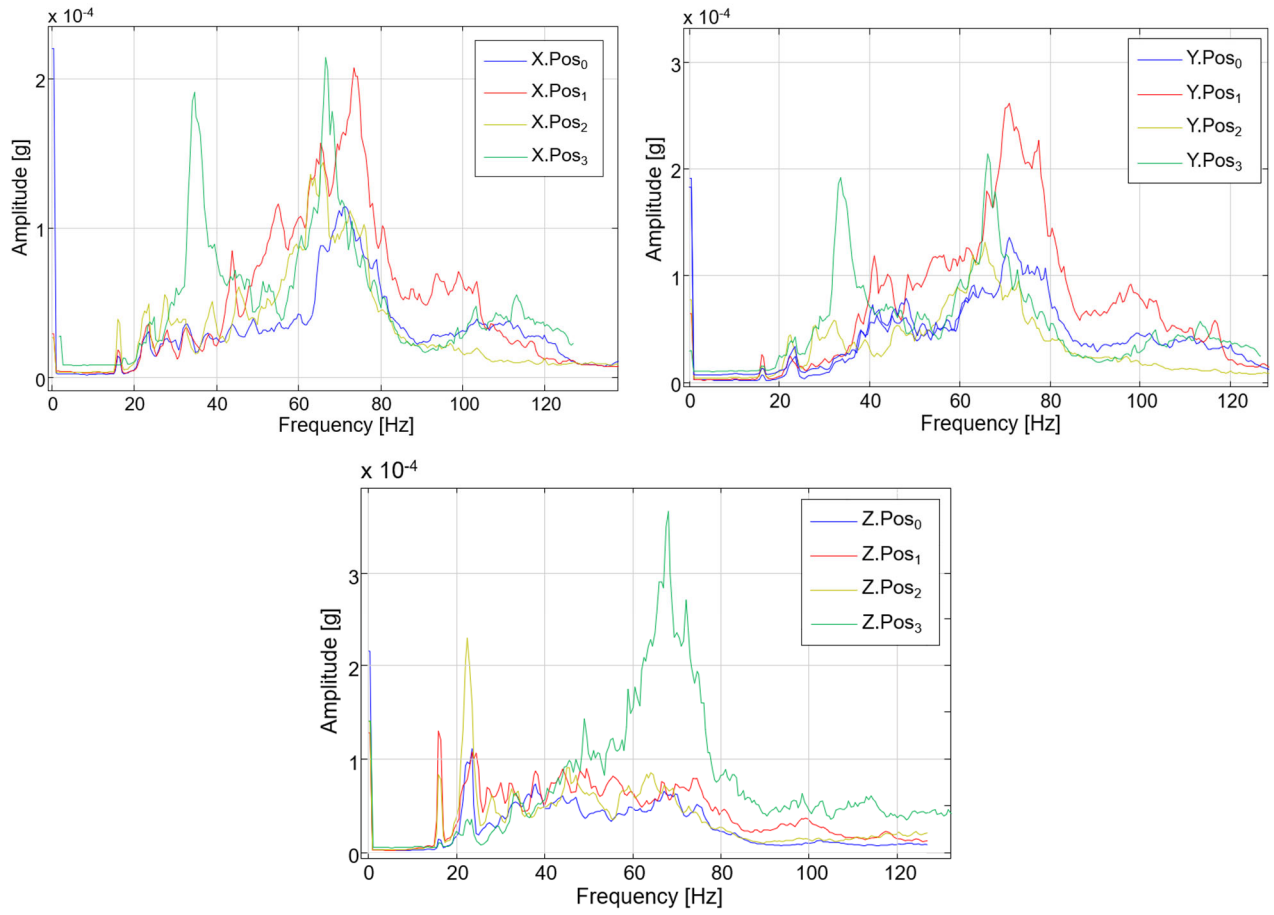 x 10⁻⁴
2
1
0
Amplitude [g]
0 20 40 60 80 100 120
Frequency [Hz]
X.Pos₀
X.Pos₁
X.Pos₂
X.Pos₃
x 10⁻⁴
3
2
1
0
Amplitude [g]
0 20 40 60 80 100 120
Frequency [Hz]
Y.Pos₀
Y.Pos₁
Y.Pos₂
Y.Pos₃
x 10⁻⁴
3
2
1
0
Amplitude [g]
0 20 40 60 80 100 120
Frequency [Hz]
Z.Pos₀
Z.Pos₁
Z.Pos₂
Z.Pos₃